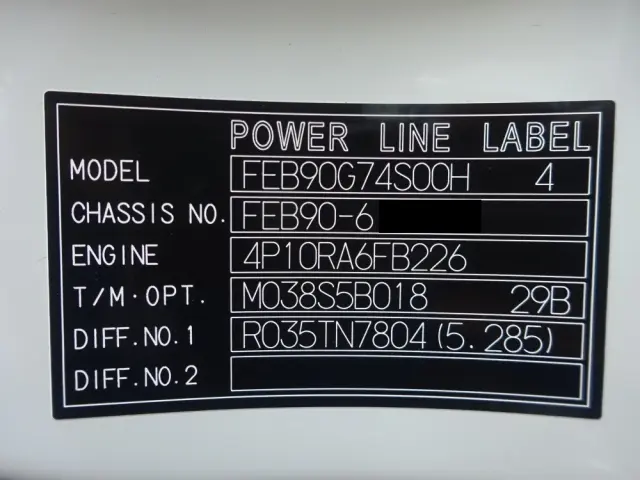 POWER LINE LABEL
MODEL FEB90G74S00H 4
CHASSIS NO. FEB90-6
ENGINE 4P10RA6FB226
T/M·OPT. M038S5B018 29B
DIFF.NO.1 R035TN7804(5.285)
DIFF.NO.2